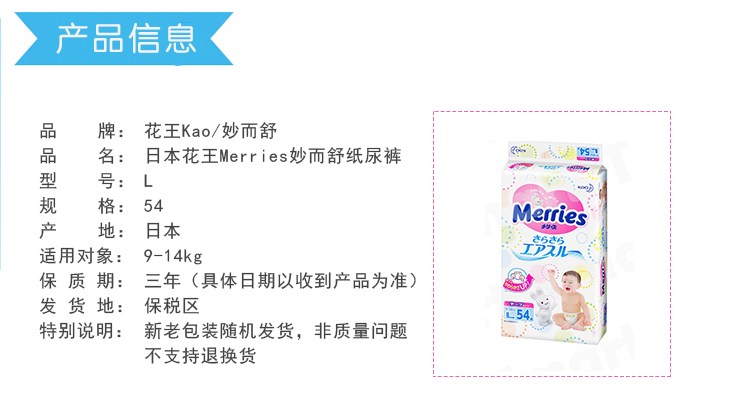 产品信息
品 牌： 花王Kao/妙而舒
品 名： 日本花王Merries妙而舒纸尿裤
型 号： L
规 格： 54
产 地： 日本
适用对象： 9-14kg
保 质 期： 三年（具体日期以收到产品为准）
发 货 地： 保税区
特别说明： 新老包装随机发货，非质量问题
不支持退换货
L 54
KAO
Merries
メリーズ
さらさら
エアスルー
L 54